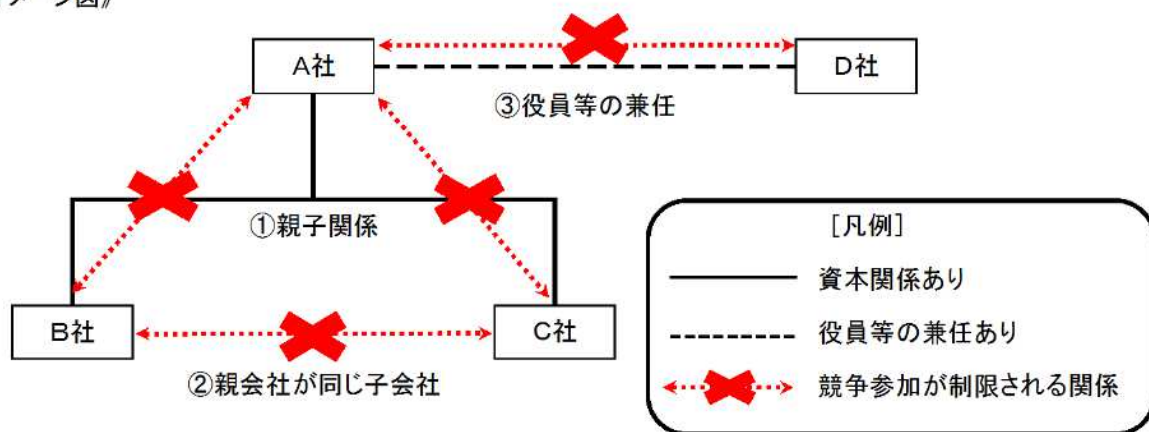 A社
D社
③役員等の兼任
①親子関係
B社
C社
②親会社が同じ子会社
[凡例]
資本関係あり
役員等の兼任あり
競争参加が制限される関係